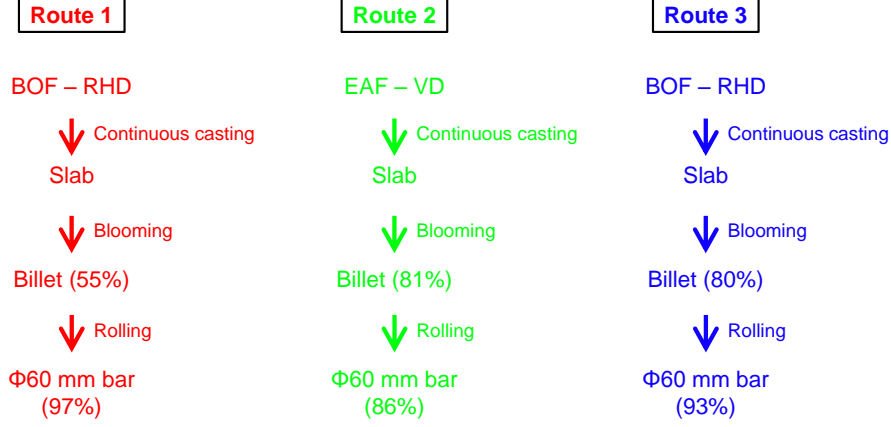 Route 1 Route 2 Route 3
BOF – RHD EAF – VD BOF – RHD
Continuous casting Continuous casting Continuous casting
Slab Slab Slab
Blooming Blooming Blooming
Billet (55%) Billet (81%) Billet (80%)
Rolling Rolling Rolling
Φ60 mm bar Φ60 mm bar Φ60 mm bar
(97%) (86%) (93%)